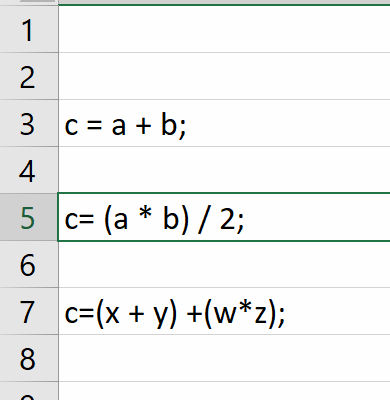 1
2
3 c = a + b;
4
5 c= (a * b) / 2;
6
7 c=(x + y) +(w*z);
8